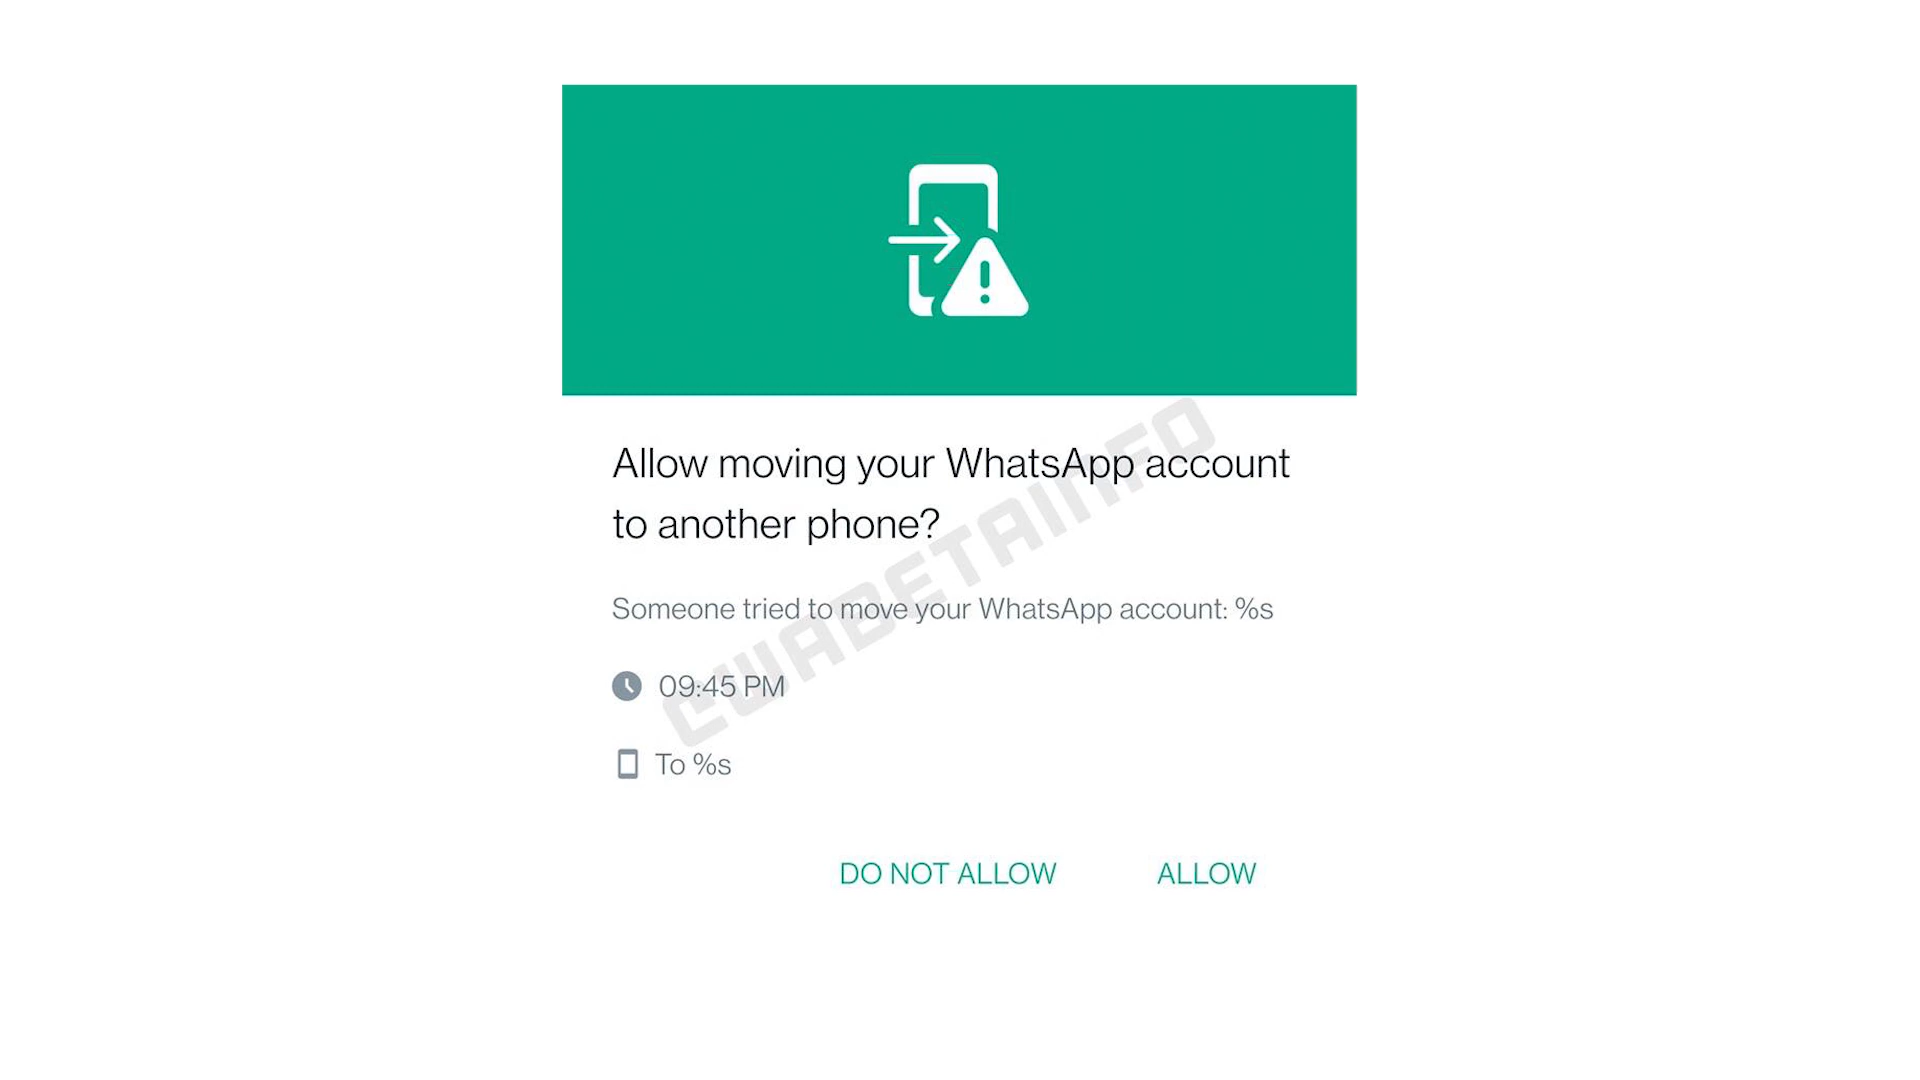 Allow moving your WhatsApp account
to another phone?
Someone tried to move your WhatsApp account: %s
09:45 PM
To %s
DO NOT ALLOW
ALLOW
CWABETAINFO